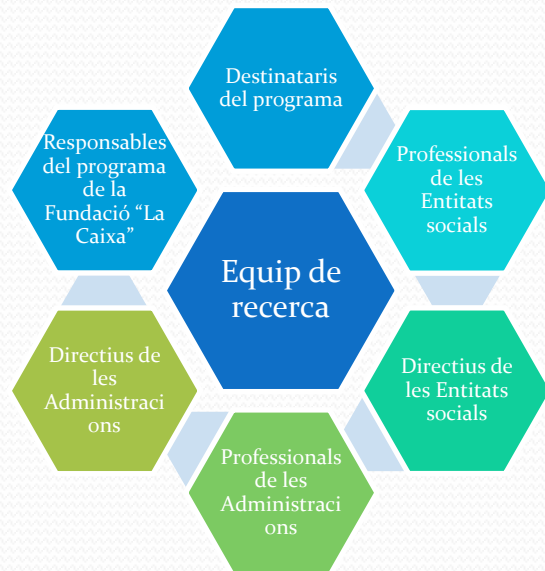 Destinataris
del programa
Responsables
del programa
de la
Fundació “La
Caixa”
Professionals
de les
Entitats
socials
Equip de
recerca
Directius de
les
Administraci
ons
Directius de
les Entitats
socials
Professionals
de les
Administraci
ons